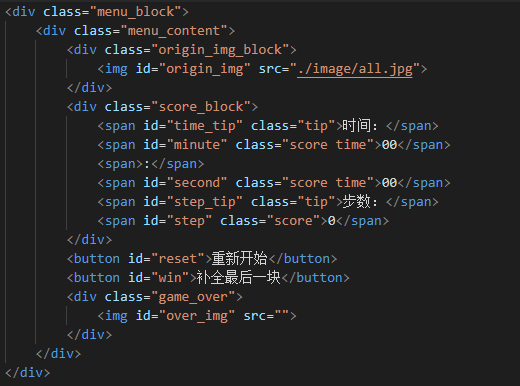 <div class="menu_block">
<div class="menu_content">
<div class="origin_img_block">
<img id="origin_img" src="./image/all.jpg">
</div>
<div class="score_block">
<span id="time_tip" class="tip">时间：</span>
<span id="minute" class="score time">00</span>
<span>:</span>
<span id="second" class="score time">00</span>
<span id="step_tip" class="tip">步数：</span>
<span id="step" class="score">0</span>
</div>
<button id="reset">重新开始</button>
<button id="win">补全最后一块</button>
<div class="game_over">
<img id="over_img" src="">
</div>
</div>
</div>